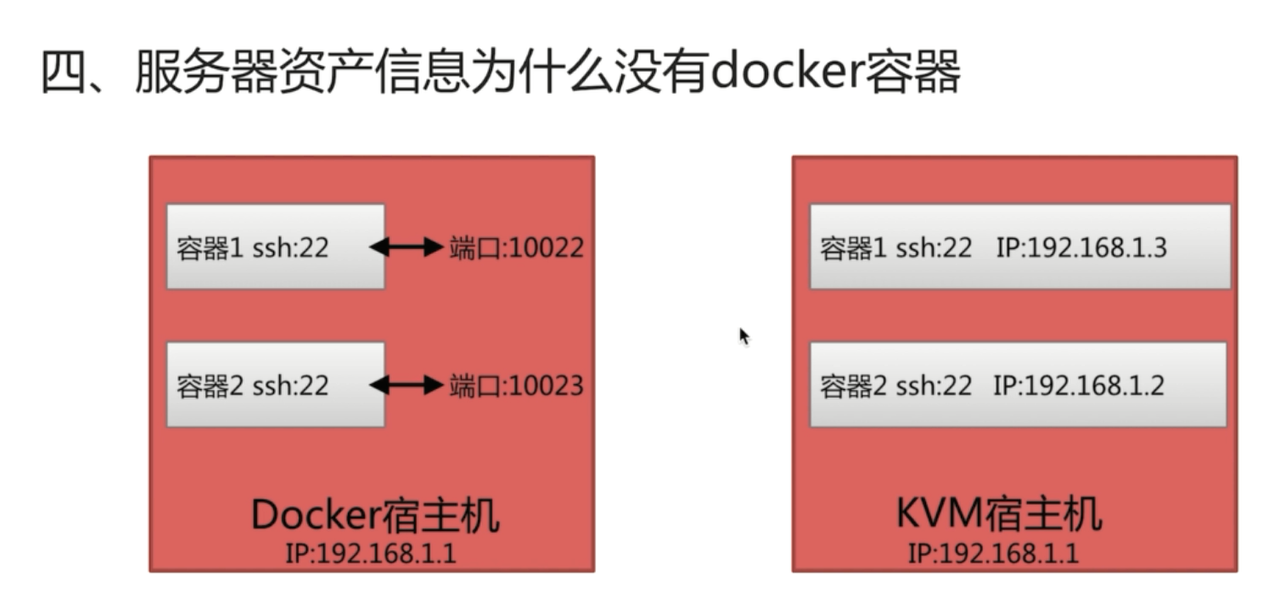 四、服务器资产信息为什么没有docker容器
容器1 ssh:22
端口:10022
容器2 ssh:22
端口:10023
Docker宿主机
IP:192.168.1.1
容器1 ssh:22 IP:192.168.1.3
容器2 ssh:22 IP:192.168.1.2
KVM宿主机
IP:192.168.1.1